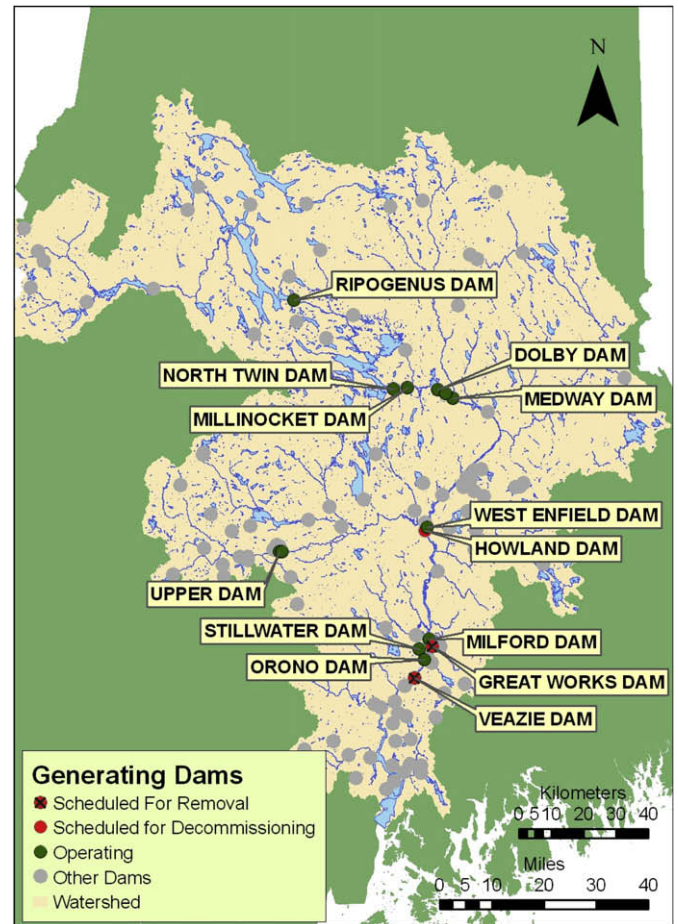 N
RIPOGENUS DAM
DOLBY DAM
NORTH TWIN DAM
MEDWAY DAM
MILLINOCKET DAM
WEST ENFIELD DAM
HOWLAND DAM
UPPER DAM
STILLWATER DAM
MILFORD DAM
ORONO DAM
GREAT WORKS DAM
VEAZIE DAM
Generating Dams
Scheduled For Removal
Scheduled for Decommissioning
Operating
Other Dams
Watershed
Kilometers
0 5 10 20 30 40
Miles
0 5 10 20 30 40